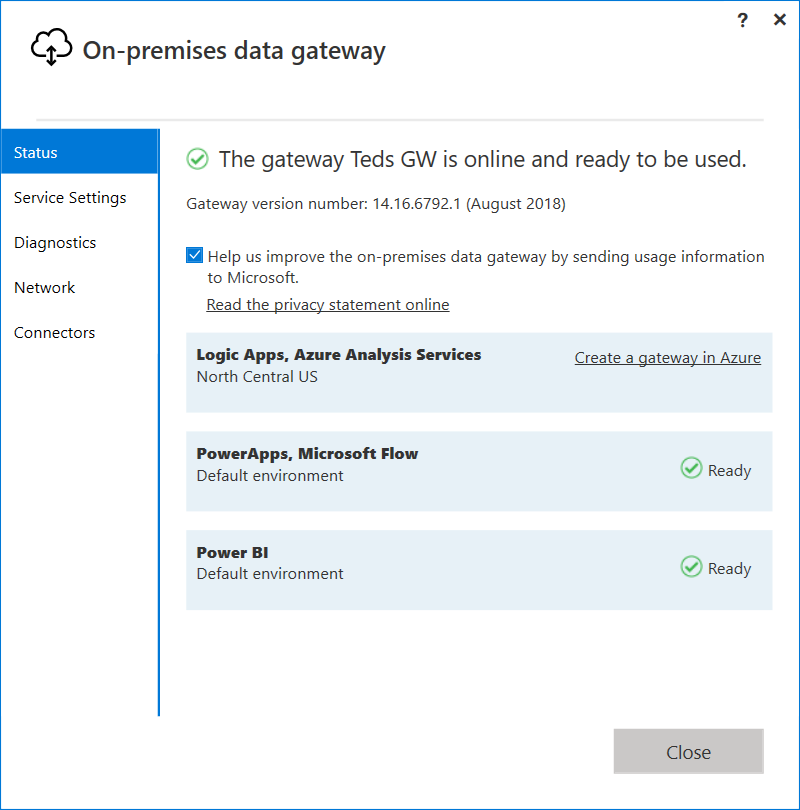 ?
On-premises data gateway
Status
Service Settings
Diagnostics
Network
Connectors
The gateway Teds GW is online and ready to be used.
Gateway version number: 14.16.6792.1 (August 2018)
Help us improve the on-premises data gateway by sending usage information
to Microsoft.
Read the privacy statement online
Logic Apps, Azure Analysis Services
Create a gateway in Azure
North Central US
PowerApps, Microsoft Flow
Default environment
Ready
Power BI
Default environment
Ready
Close